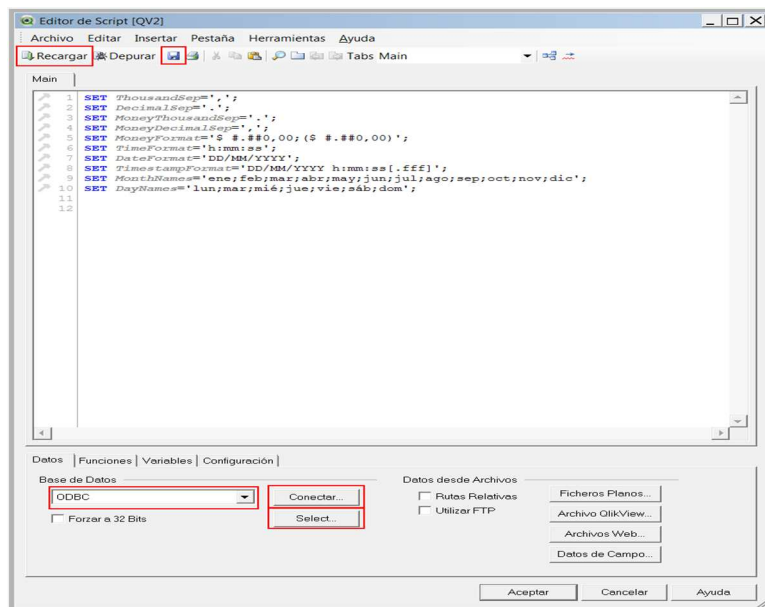 Editor de Script [QV2]
Archivo Editar Insertar Pestaña Herramientas Ayuda
Recargar Depurar Tabs Main
Main
1 SET ThousandSep=',';
2 SET DecimalSep='.';
3 SET MoneyThousandSep='.';
4 SET MoneyDecimalSep=',';
5 SET MoneyFormat='$ #.##0,00;($ #.##0,00)';
6 SET TimeFormat='h:mm:ss';
7 SET DateFormat='DD/MM/YYYY';
8 SET TimestampFormat='DD/MM/YYYY h:mm:ss[.fff]';
9 SET MonthNames='ene;feb;mar;abr;may;jun;jul;ago;sep;oct;nov;dic';
10 SET DayNames='lun;mar;mié;jue;vie;sáb;dom';
11
12
Datos Funciones Variables Configuración
Base de Datos Datos desde Archivos
ODBC Conectar... Rutas Relativas Ficheros Planos...
Forzar a 32 Bits Select... Utilizar FTP Archivo QlikView...
Archivos Web...
Datos de Campo...
Aceptar Cancelar Ayuda